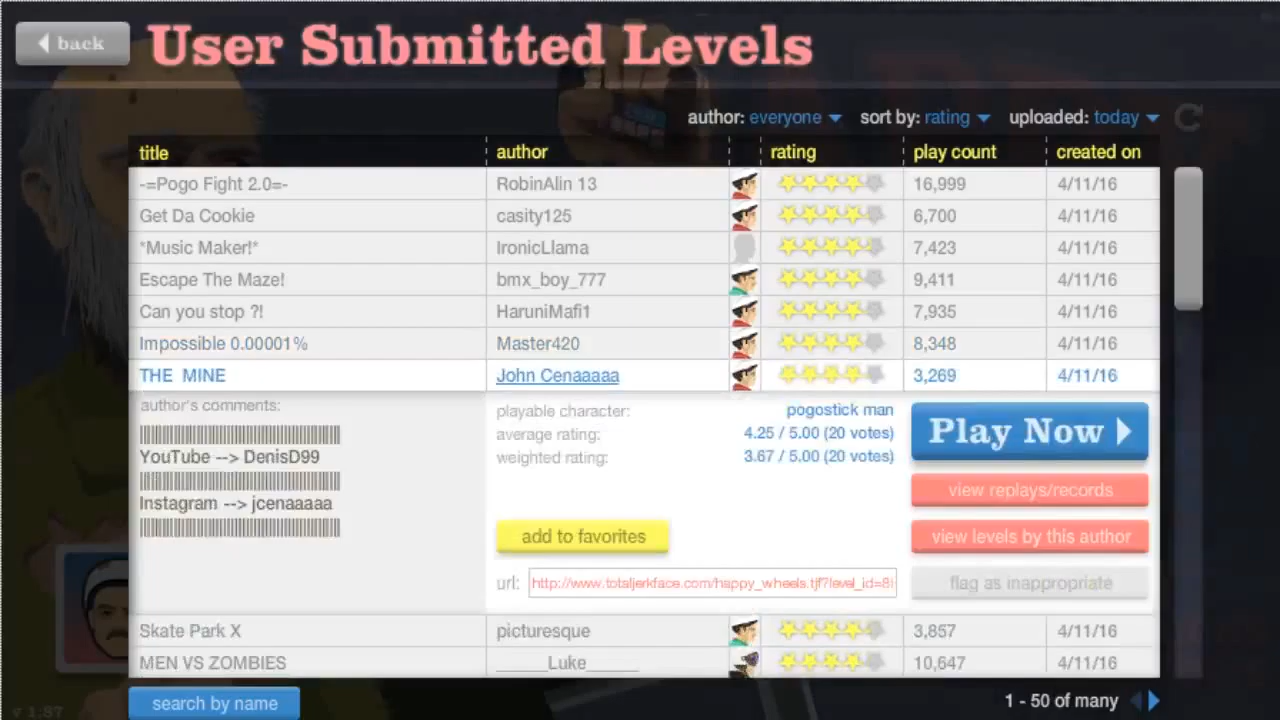 back
User Submitted Levels
author: everyone sort by: rating uploaded: today
title author rating play count created on
-=Pogo Fight 2.0=- RobinAlin 13 16,999 4/11/16
Get Da Cookie casity125 6,700 4/11/16
*Music Maker!* IronicLlama 7,423 4/11/16
Escape The Maze! bmx_boy_777 9,411 4/11/16
Can you stop ?! HaruniMafi1 7,935 4/11/16
Impossible 0.00001% Master420 8,348 4/11/16
THE MINE John Cenaaaaa 3,269 4/11/16
author's comments:
YouTube --> DenisD99
Instagram --> jcenaaaaa
playable character: pogostick man
average rating: 4.25 / 5.00 (20 votes)
weighted rating: 3.67 / 5.00 (20 votes)
add to favorites
url: http://www.totaljerkface.com/happy_wheels.tjf?level_id=8
Play Now
view replays/records
view levels by this author
flag as inappropriate
Skate Park X picturesque 3,857 4/11/16
MEN VS ZOMBIES _____Luke______ 10,647 4/11/16
search by name
1 - 50 of many
v 1.87